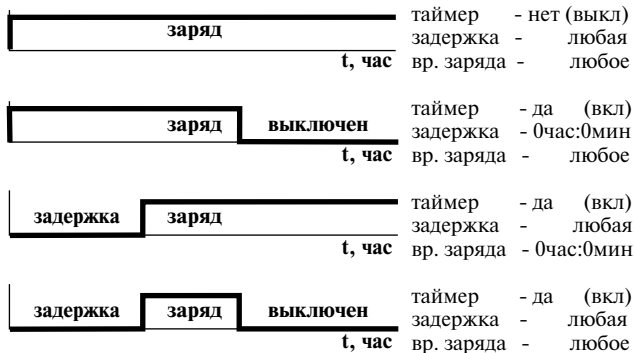 заряд
t, час
таймер - нет (выкл)
задержка - любая
вр. заряда - любое
заряд выключен
t, час
таймер - да (вкл)
задержка - 0час:0мин
вр. заряда - любое
задержка заряд
t, час
таймер - да (вкл)
задержка - любая
вр. заряда - 0час:0мин
задержка заряд выключен
t, час
таймер - да (вкл)
задержка - любая
вр. заряда - любое